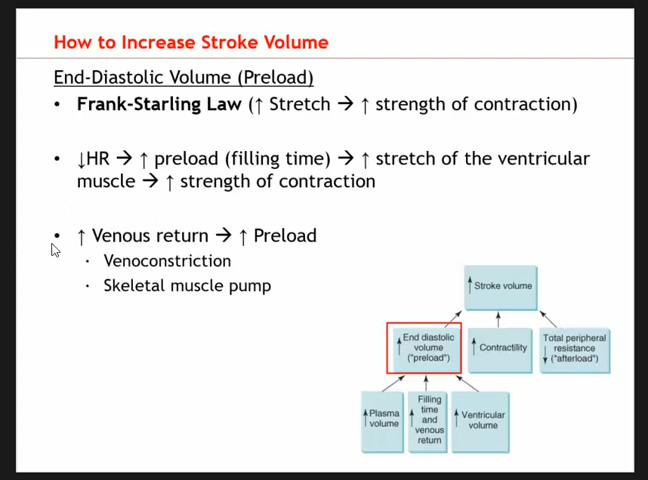 How to Increase Stroke Volume
End-Diastolic Volume (Preload)
• Frank-Starling Law (↑ Stretch → ↑ strength of contraction)
• ↓HR → ↑ preload (filling time) → ↑ stretch of the ventricular
muscle → ↑ strength of contraction
• ↑ Venous return → ↑ Preload
· Venoconstriction
· Skeletal muscle pump
↑ Stroke volume
↑ End diastolic
volume
("preload")
↑ Contractility
Total peripheral
↓ resistance
("afterload")
↑ Plasma
volume
↑ Filling
time
and
venous
return
↑ Ventricular
volume